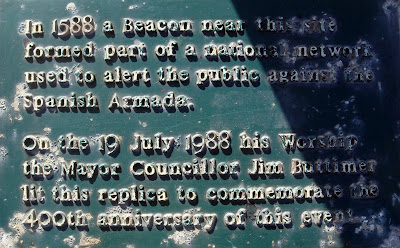 In 1588 a Beacon near this site
formed part of a national network
used to alert the public against the
Spanish Armada.
On the 19 July 1988 his Worship
the Mayor Councillor Jim Buttimer
lit this replica to commemorate the
400th anniversary of this event